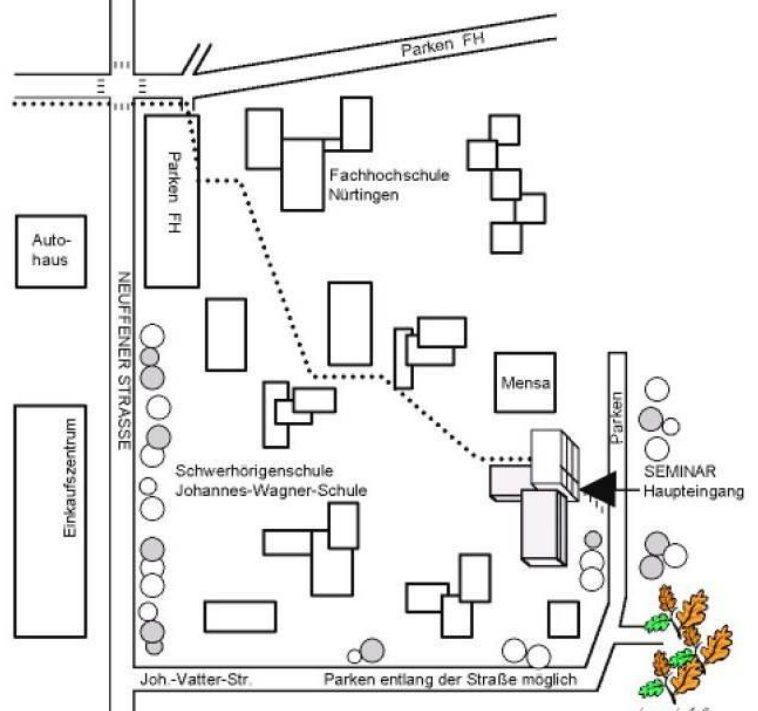 Parken FH
Parken FH
Fachhochschule
Nürtingen
Auto-
haus
NEUFFENER STRASSE
Mensa
Parken
Einkaufszentrum
Schwerhörigenschule
Johannes-Wagner-Schule
SEMINAR
Haupteingang
Joh.-Vatter-Str.
Parken entlang der Straße möglich